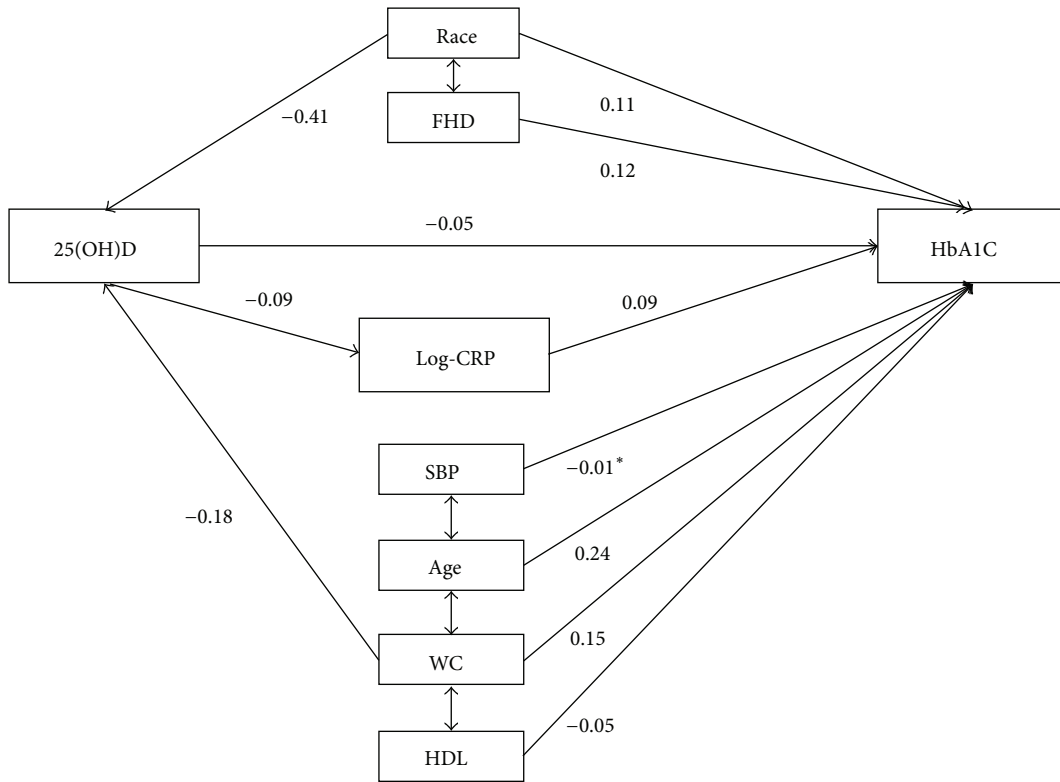 Race
−0.41
0.11
FHD
0.12
25(OH)D
−0.05
HbA1C
−0.09
0.09
Log-CRP
SBP
−0.01*
−0.18
Age
0.24
WC
0.15
HDL
−0.05